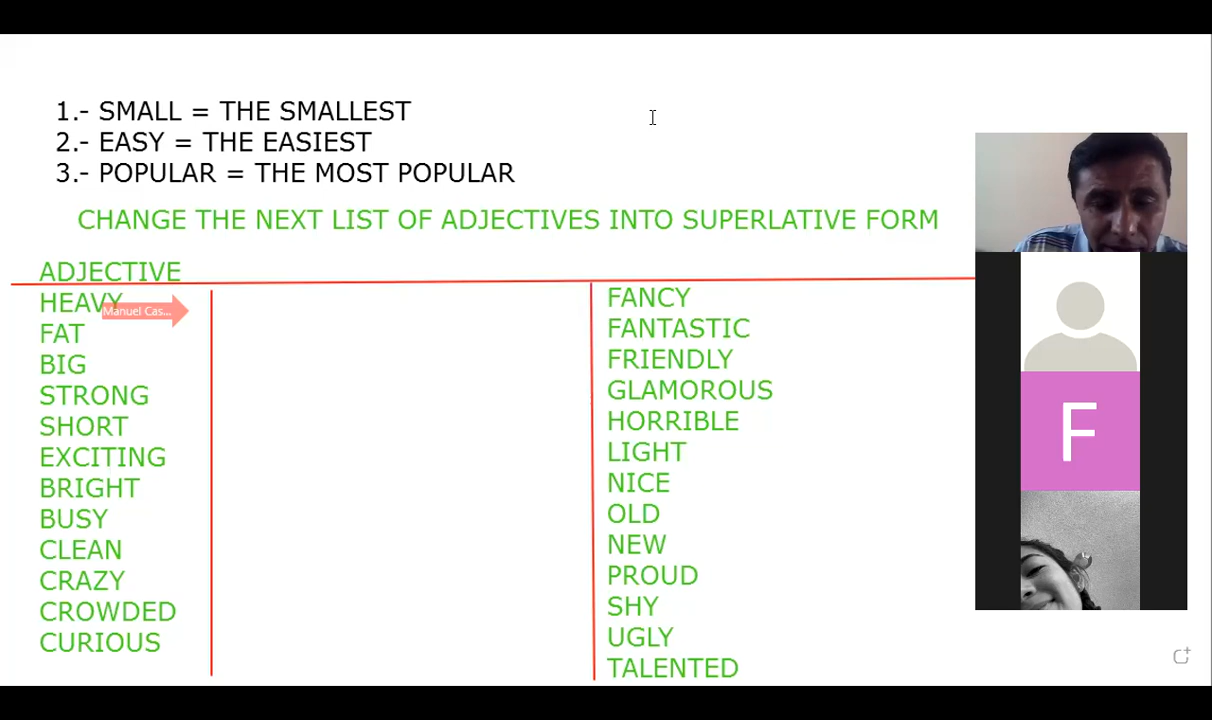 1.- SMALL = THE SMALLEST
2.- EASY = THE EASIEST
3.- POPULAR = THE MOST POPULAR
CHANGE THE NEXT LIST OF ADJECTIVES INTO SUPERLATIVE FORM
ADJECTIVE
HEAVY
Manuel Cas...
FAT
BIG
STRONG
SHORT
EXCITING
BRIGHT
BUSY
CLEAN
CRAZY
CROWDED
CURIOUS
FANCY
FANTASTIC
FRIENDLY
GLAMOROUS
HORRIBLE
LIGHT
NICE
OLD
NEW
PROUD
SHY
UGLY
TALENTED
F